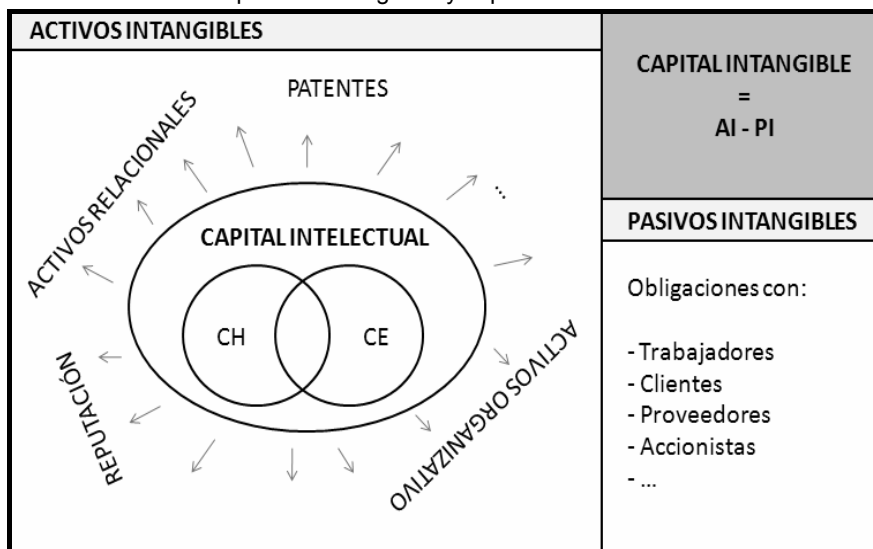 ACTIVOS INTANGIBLES
PATENTES
ACTIVOS RELACIONALES
...
CAPITAL INTELECTUAL
CH
CE
REPUTACIÓN
ACTIVOS ORGANIZATIVO
CAPITAL INTANGIBLE
=
AI - PI
PASIVOS INTANGIBLES
Obligaciones con:
- Trabajadores
- Clientes
- Proveedores
- Accionistas
- ...